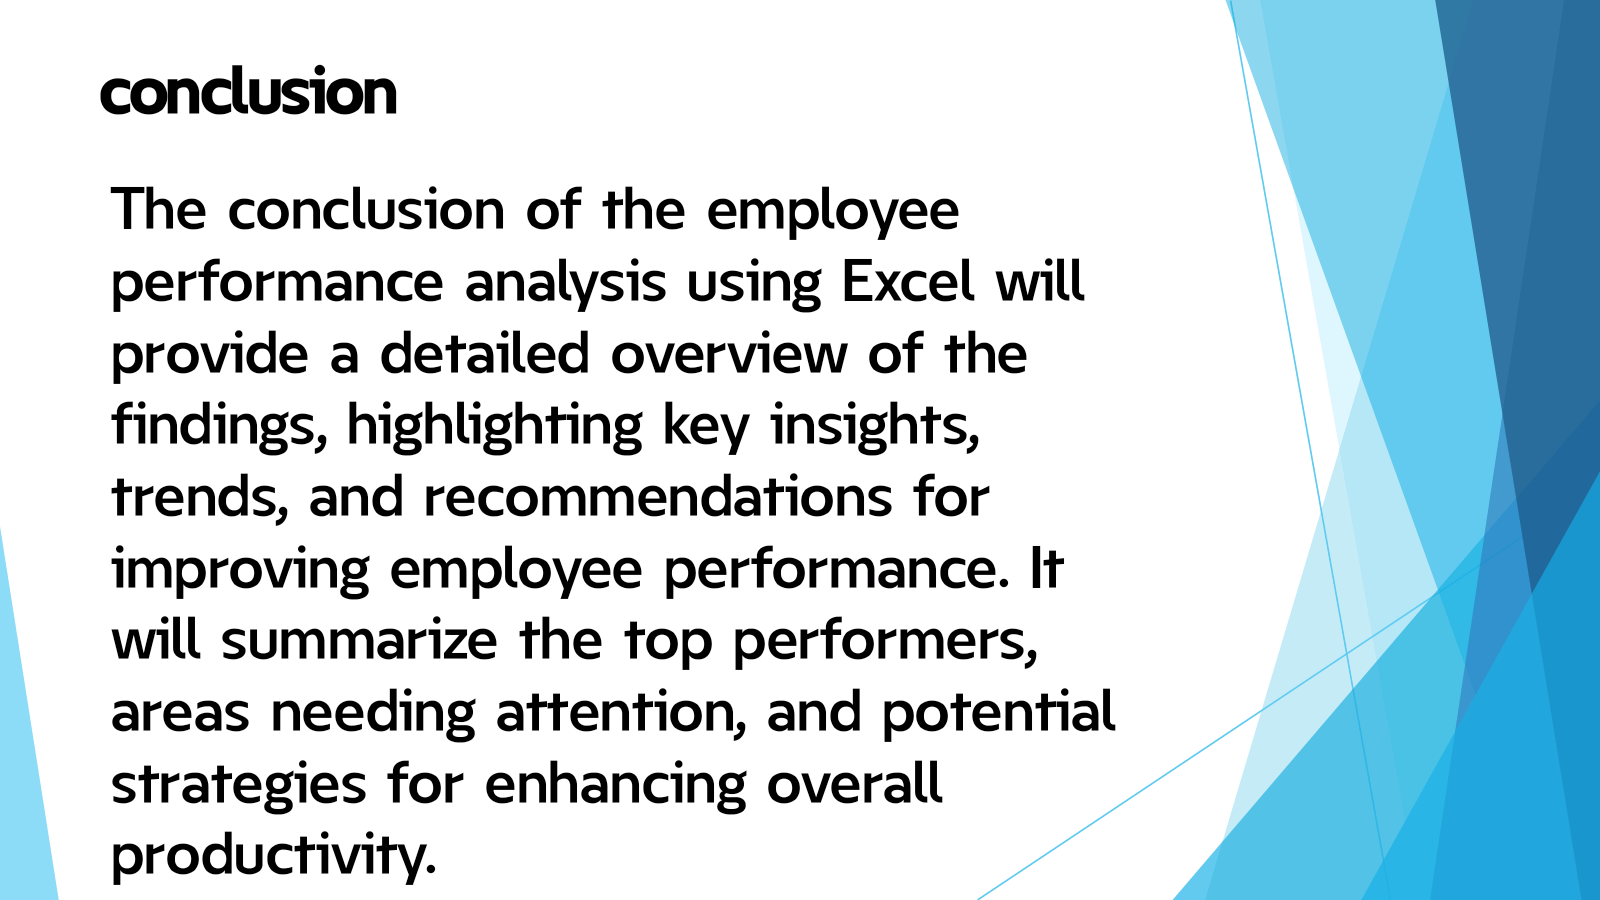 conclusion
The conclusion of the employee
performance analysis using Excel will
provide a detailed overview of the
findings, highlighting key insights,
trends, and recommendations for
improving employee performance. It
will summarize the top performers,
areas needing attention, and potential
strategies for enhancing overall
productivity.